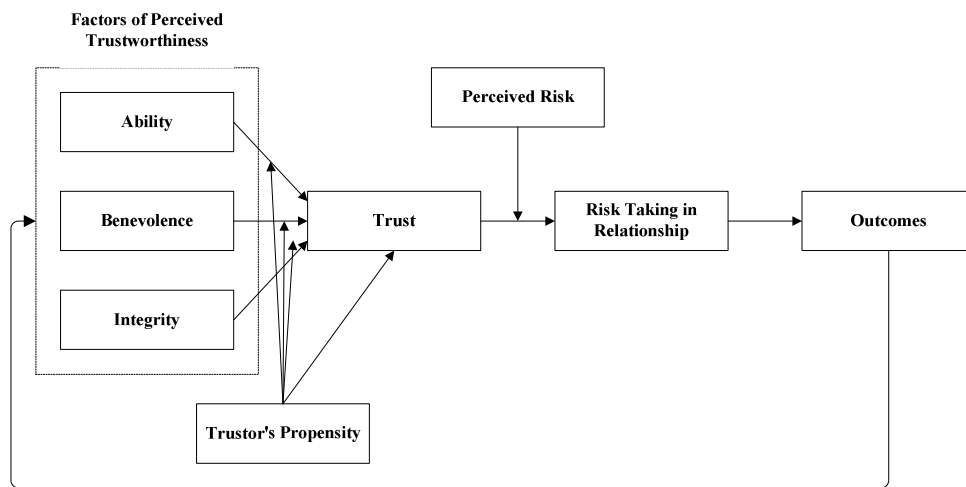 Factors of Perceived
Trustworthiness
Ability
Benevolence
Integrity
Trustor's Propensity
Trust
Perceived Risk
Risk Taking in
Relationship
Outcomes